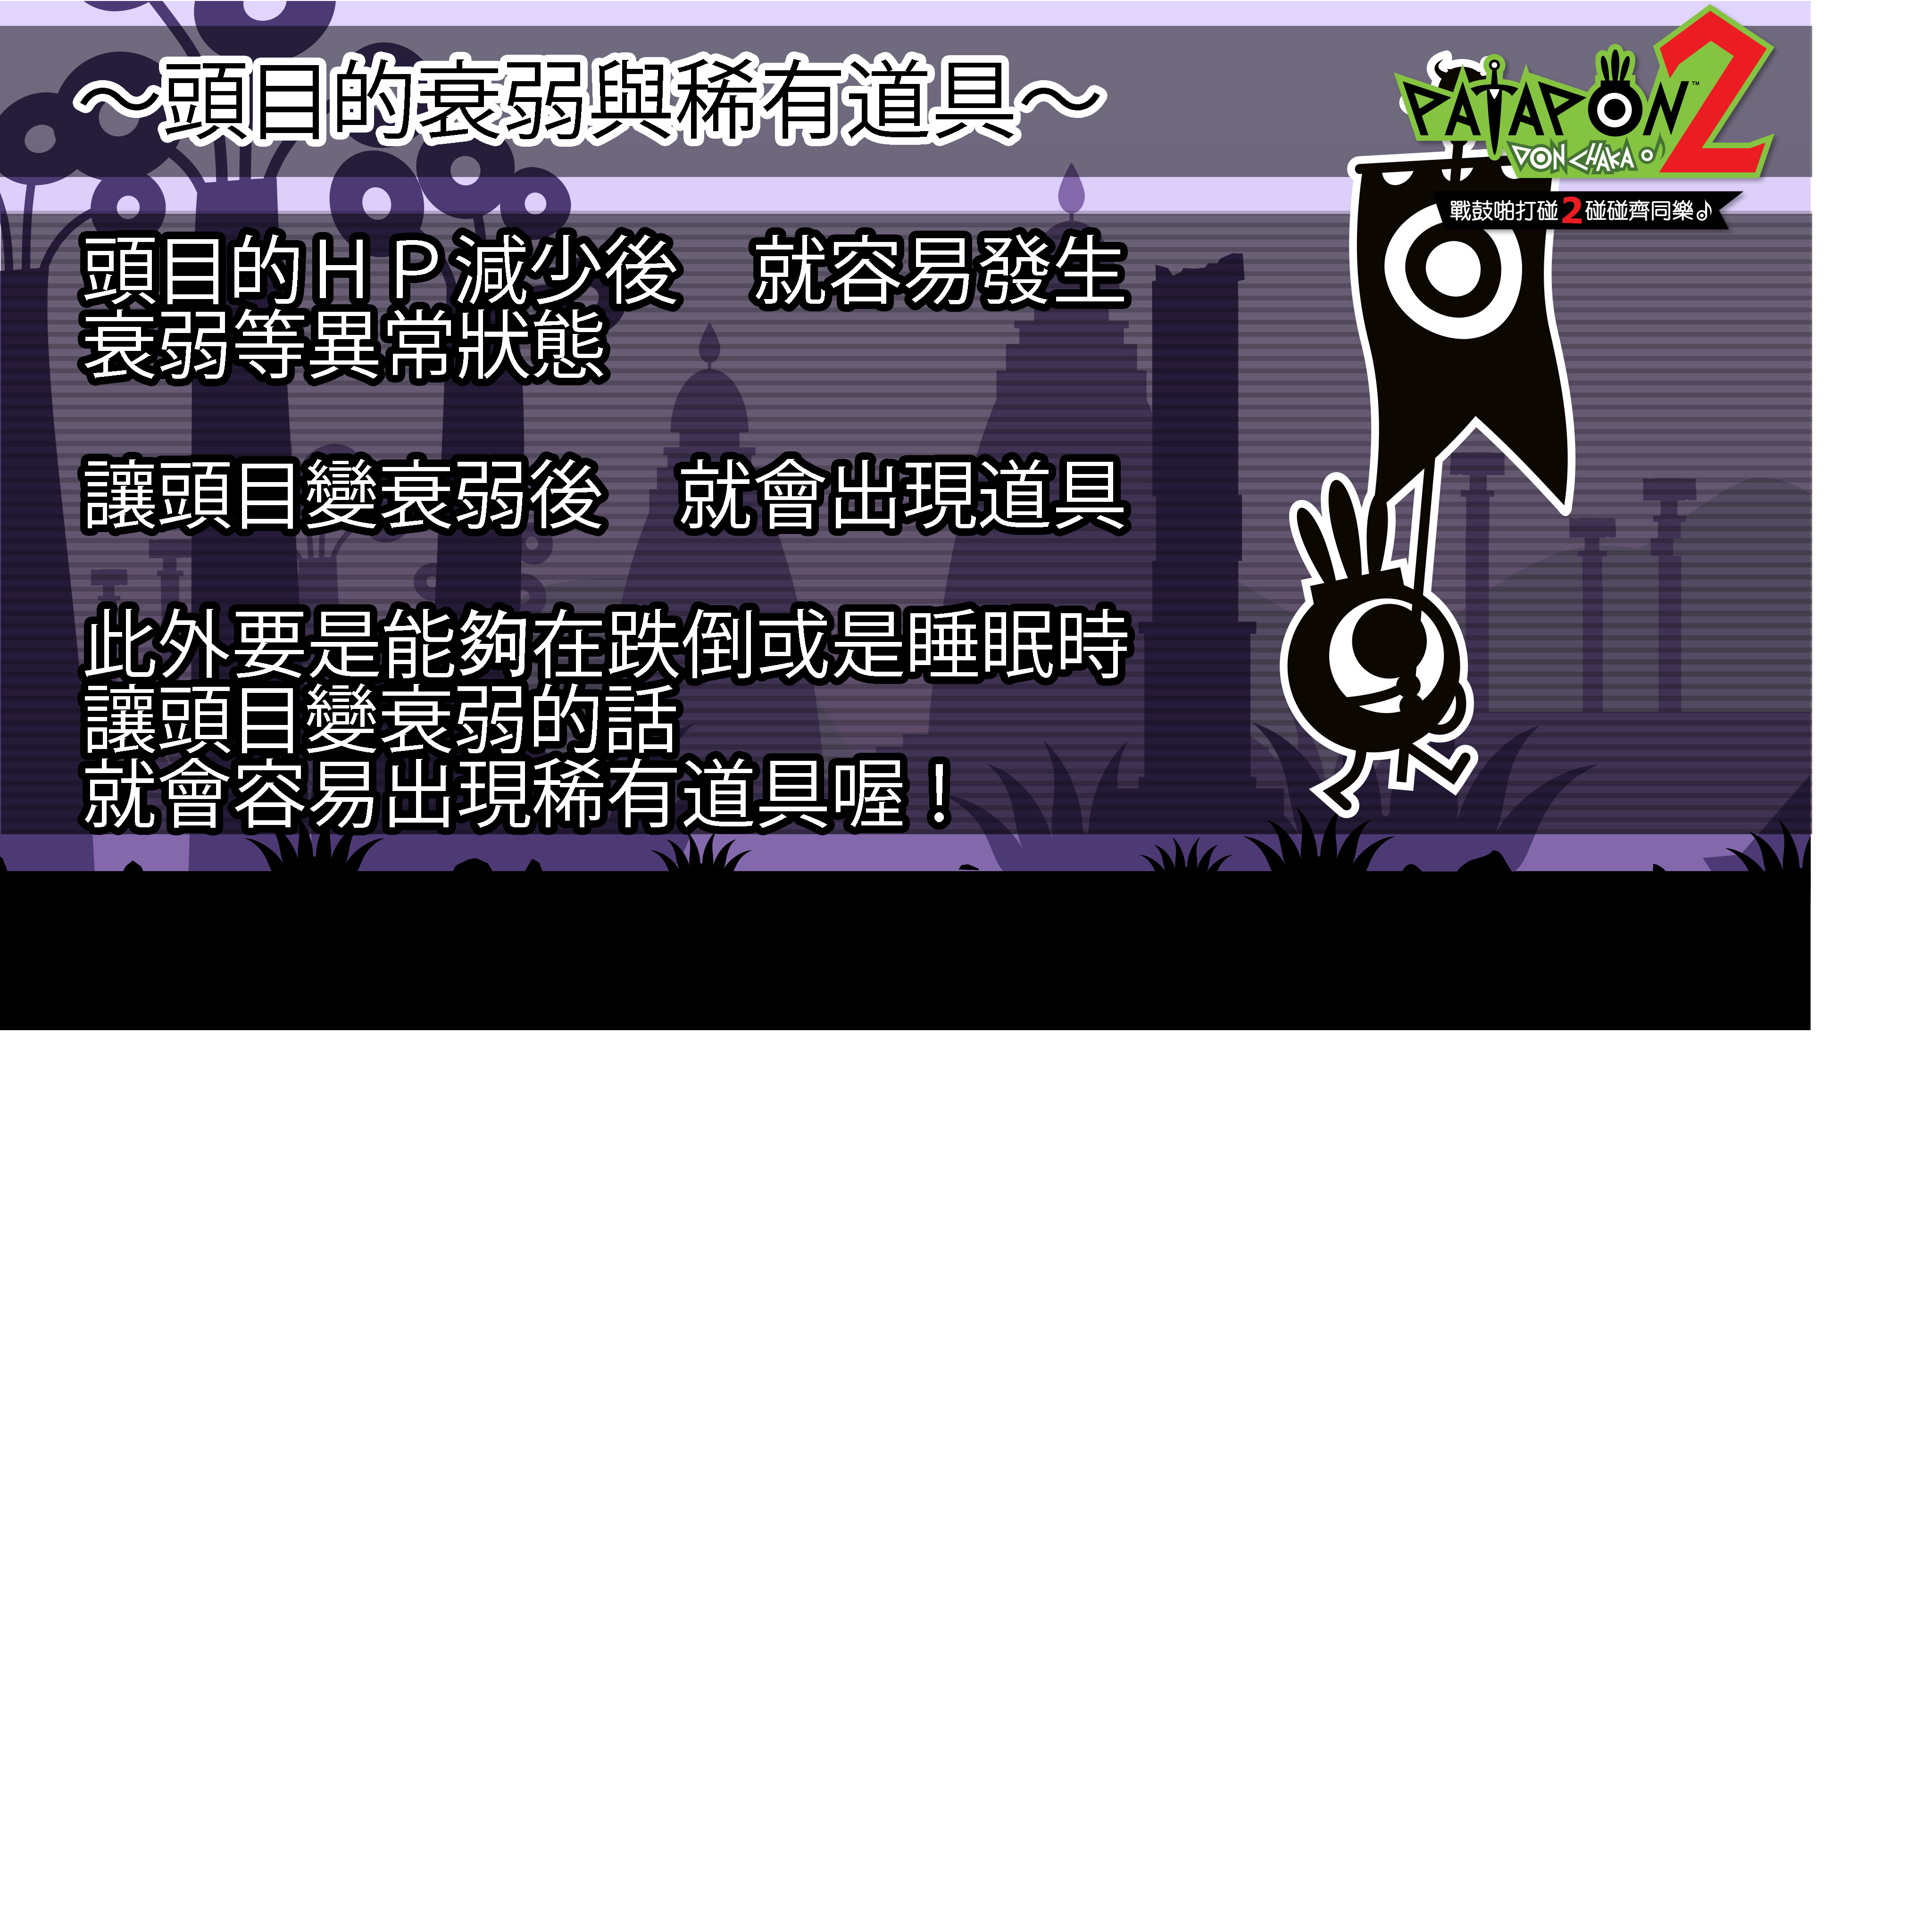 ～頭目的衰弱與稀有道具～
PATAPON 2™
DON CHAKA♪
戰鼓啪打碰2碰碰齊同樂♪
頭目的ＨＰ減少後　就容易發生
衰弱等異常狀態
讓頭目變衰弱後　就會出現道具
此外要是能夠在跌倒或是睡眠時
讓頭目變衰弱的話
就會容易出現稀有道具喔！